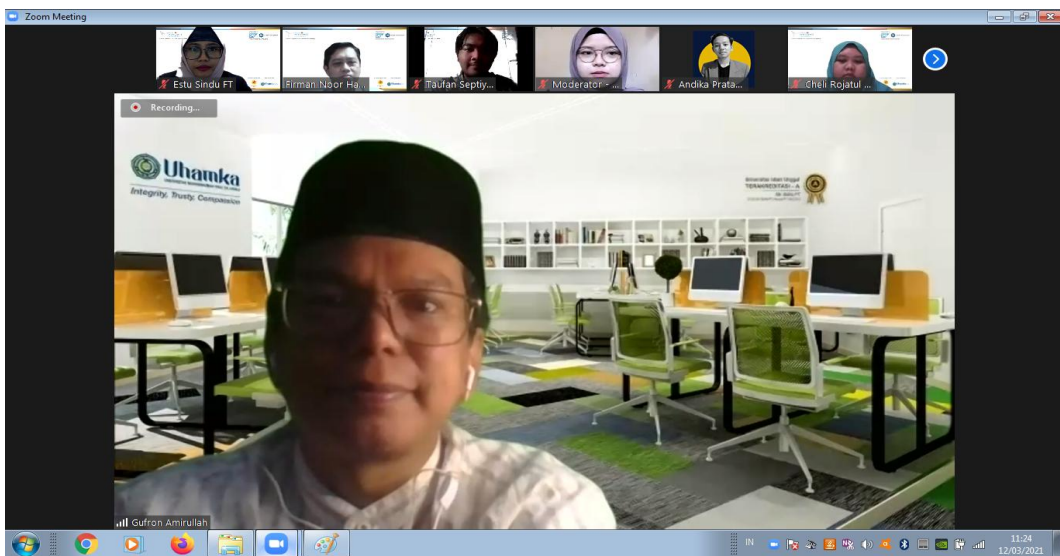 Zoom Meeting
Estu Sindu FT
Firman Noor Ha...
Taufan Septiy...
Moderator - ...
Andika Prata...
Cheli Rojatul ...
Recording...
Uhamka
Integrity, Trusty, Compassion
TERAKREDITASI - A
Gufron Amirullah
IN
11:24
12/03/2021